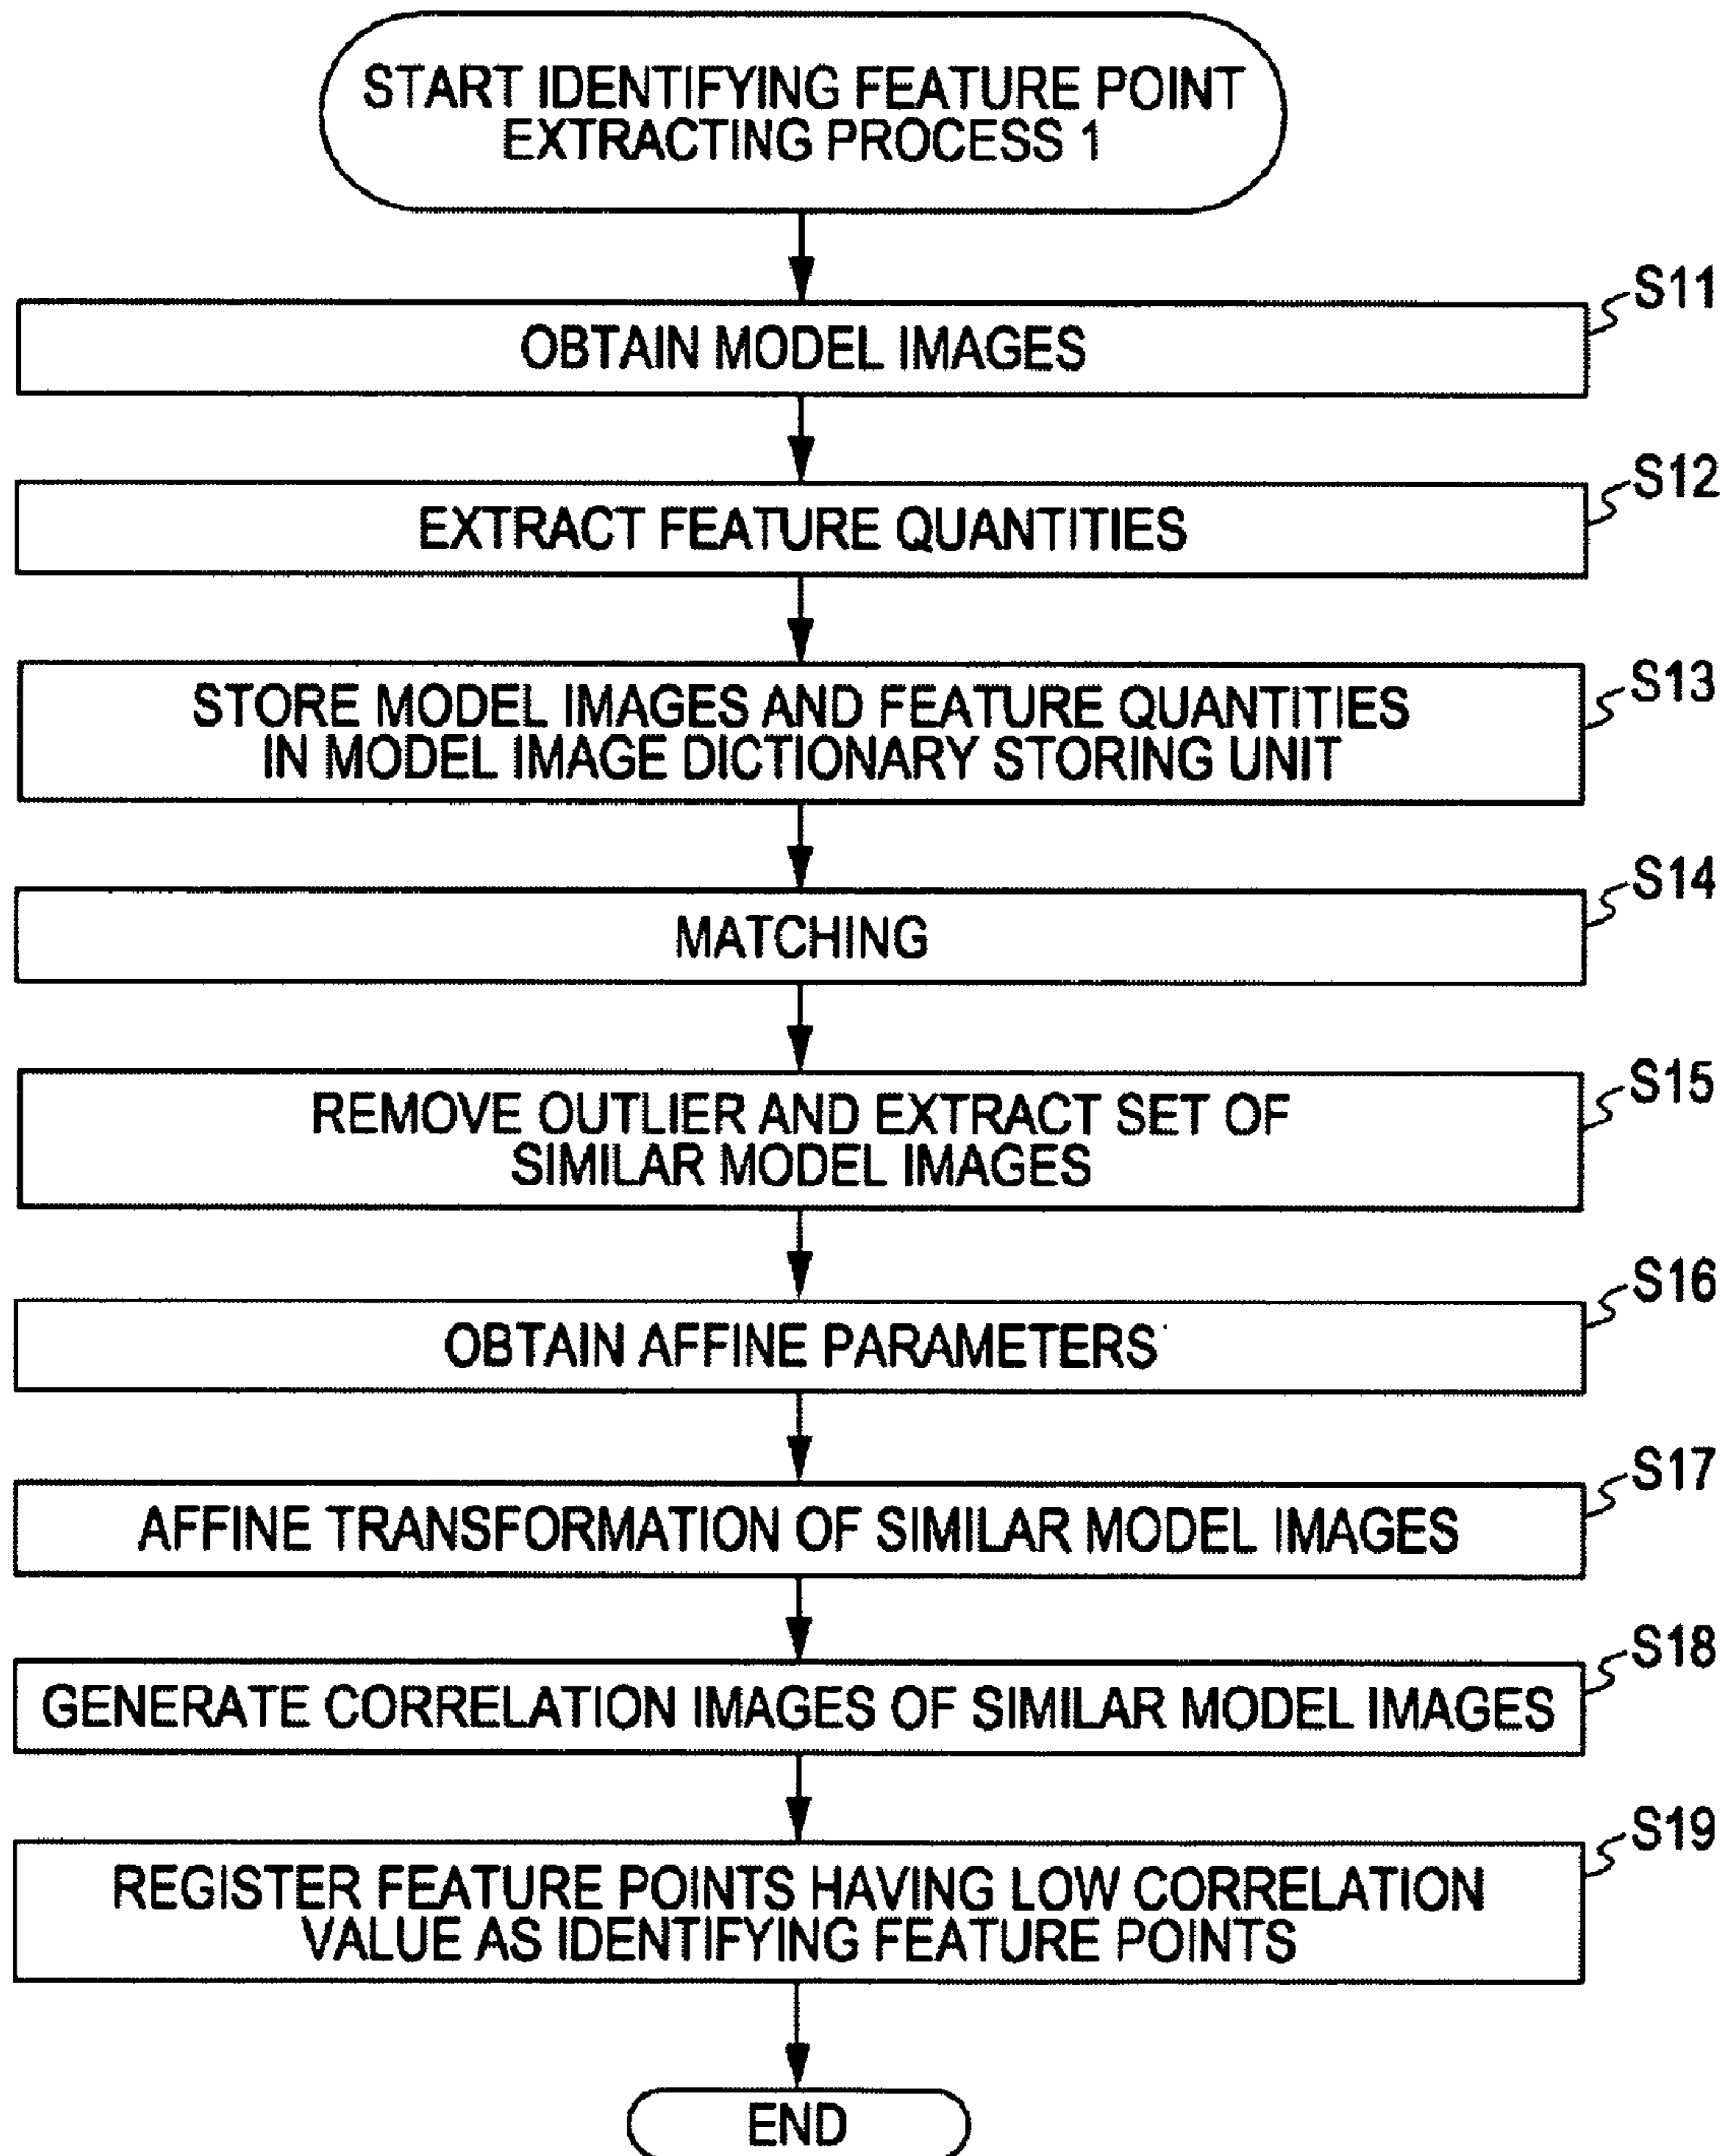 START IDENTIFYING FEATURE POINT
EXTRACTING PROCESS 1
S11
OBTAIN MODEL IMAGES
S12
EXTRACT FEATURE QUANTITIES
S13
STORE MODEL IMAGES AND FEATURE QUANTITIES
IN MODEL IMAGE DICTIONARY STORING UNIT
S14
MATCHING
S15
REMOVE OUTLIER AND EXTRACT SET OF
SIMILAR MODEL IMAGES
S16
OBTAIN AFFINE PARAMETERS
S17
AFFINE TRANSFORMATION OF SIMILAR MODEL IMAGES
S18
GENERATE CORRELATION IMAGES OF SIMILAR MODEL IMAGES
S19
REGISTER FEATURE POINTS HAVING LOW CORRELATION
VALUE AS IDENTIFYING FEATURE POINTS
END